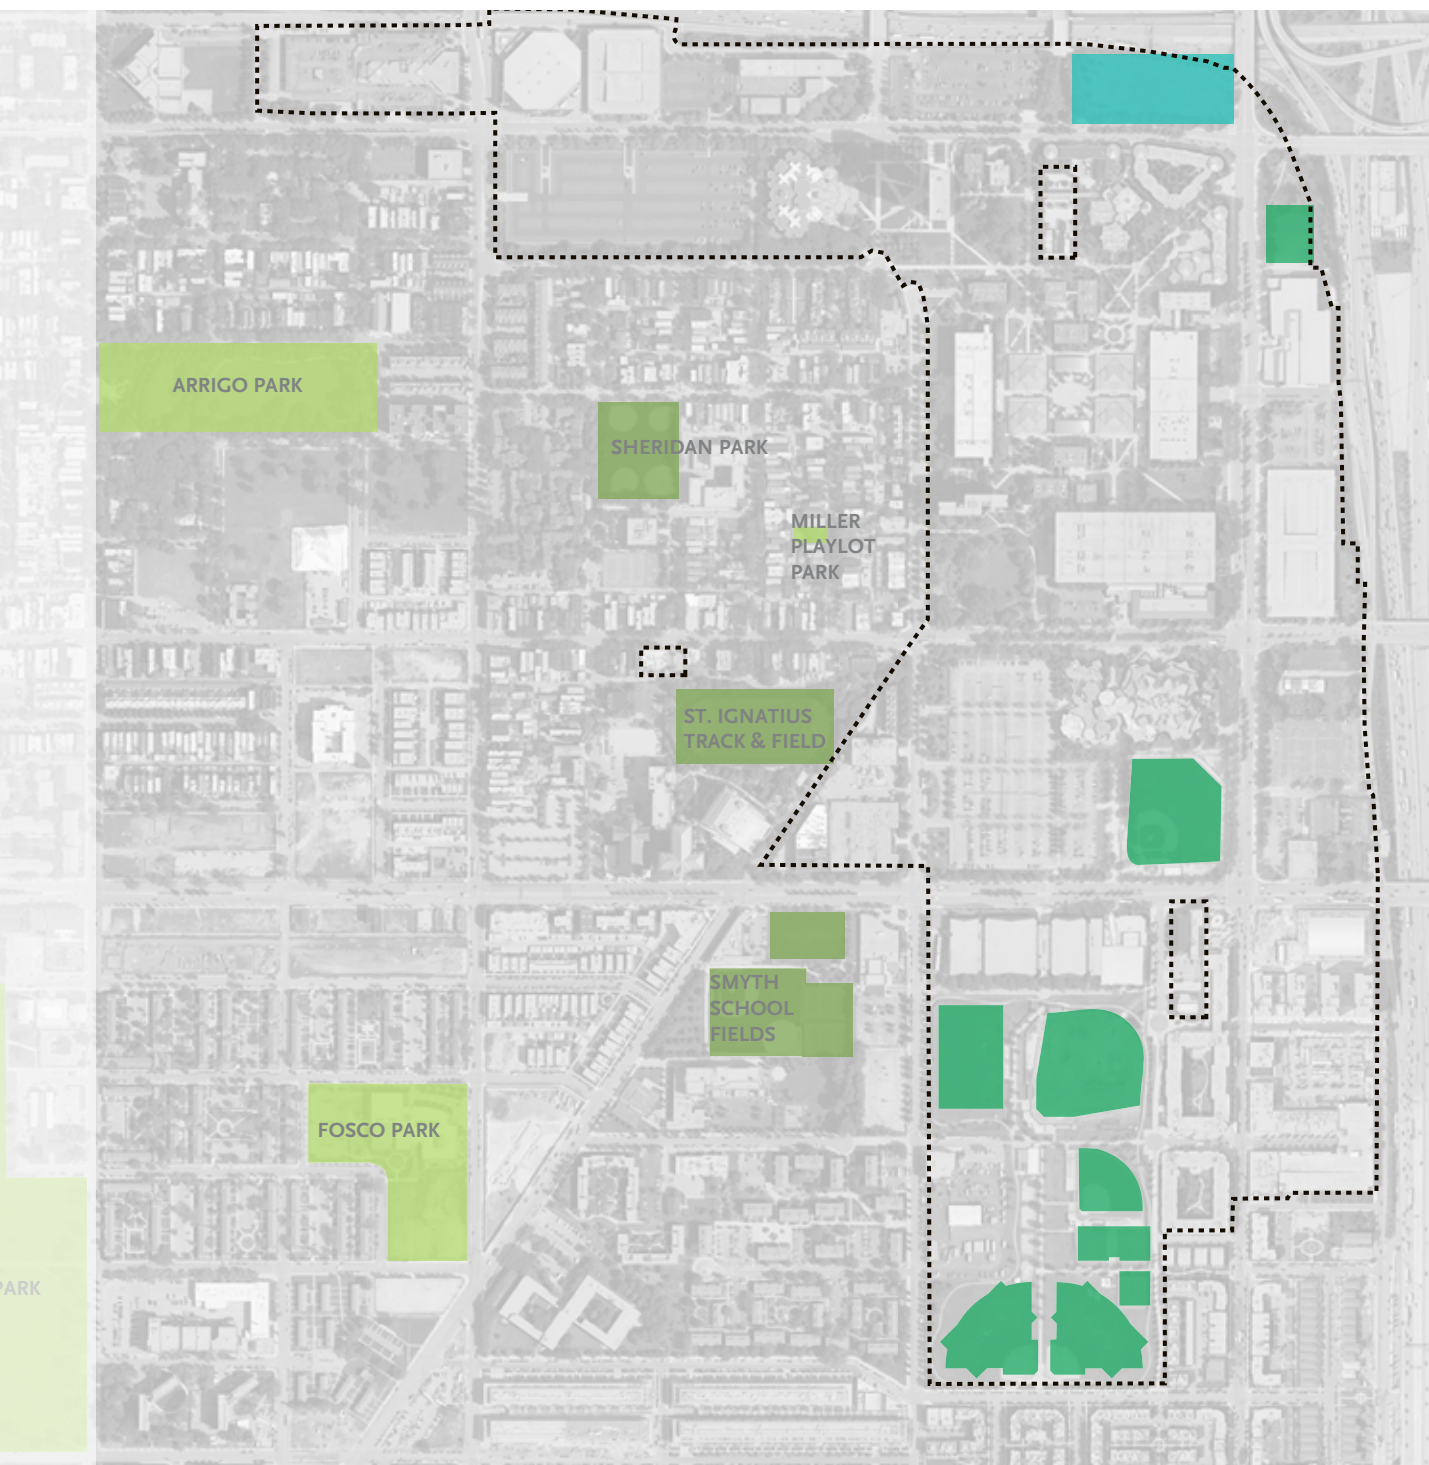 ARRIGO PARK
SHERIDAN PARK
MILLER
PLAYLOT
PARK
ST. IGNATIUS
TRACK & FIELD
SMYTH
SCHOOL
FIELDS
FOSCO PARK
PARK